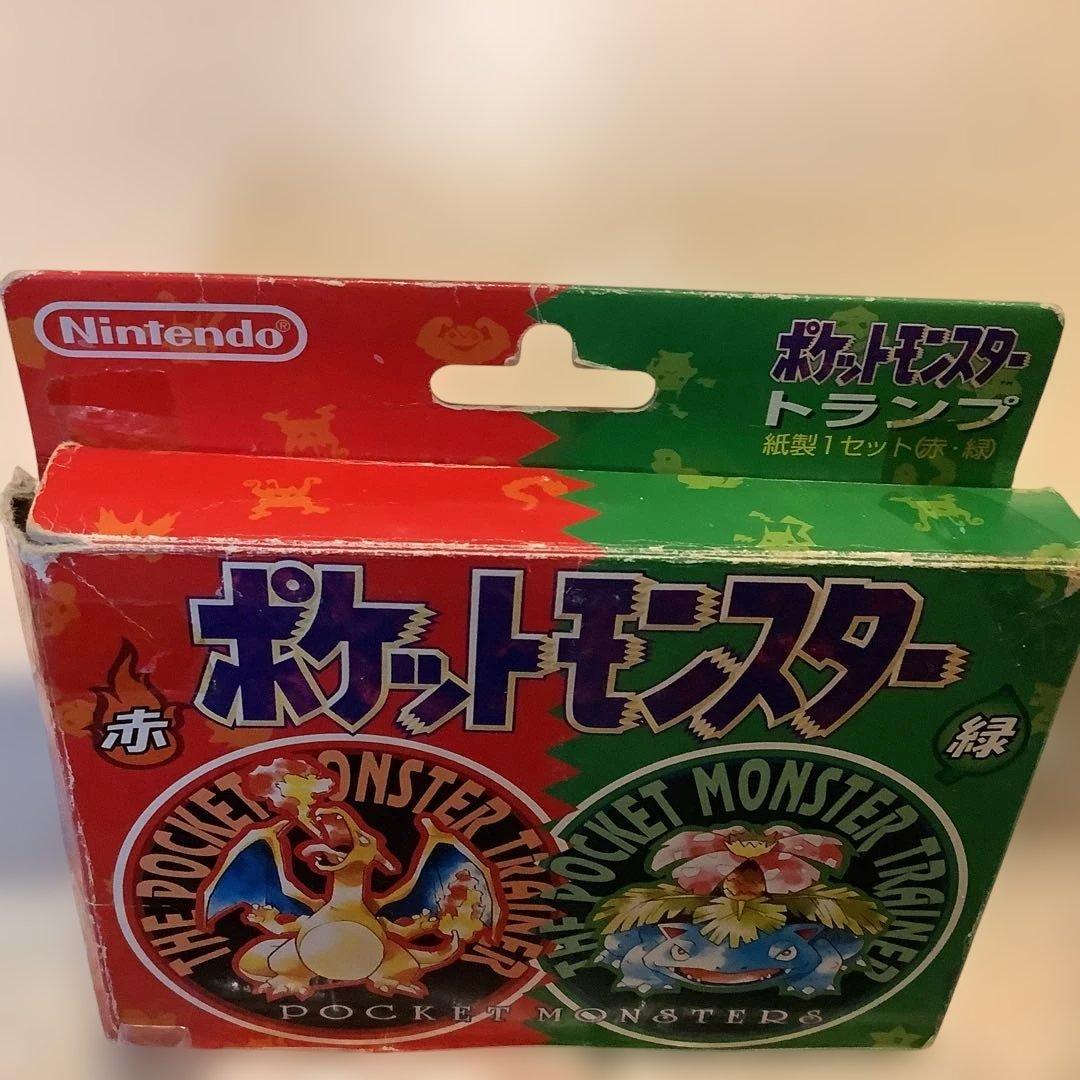 Nintendo®
ポケットモンスター
トランプ
紙製1セット(赤・緑)
ポケットモンスター
赤
緑
THE POCKET MONSTER TRAINER
THE POCKET MONSTER TRAINER
POCKET MONSTERS